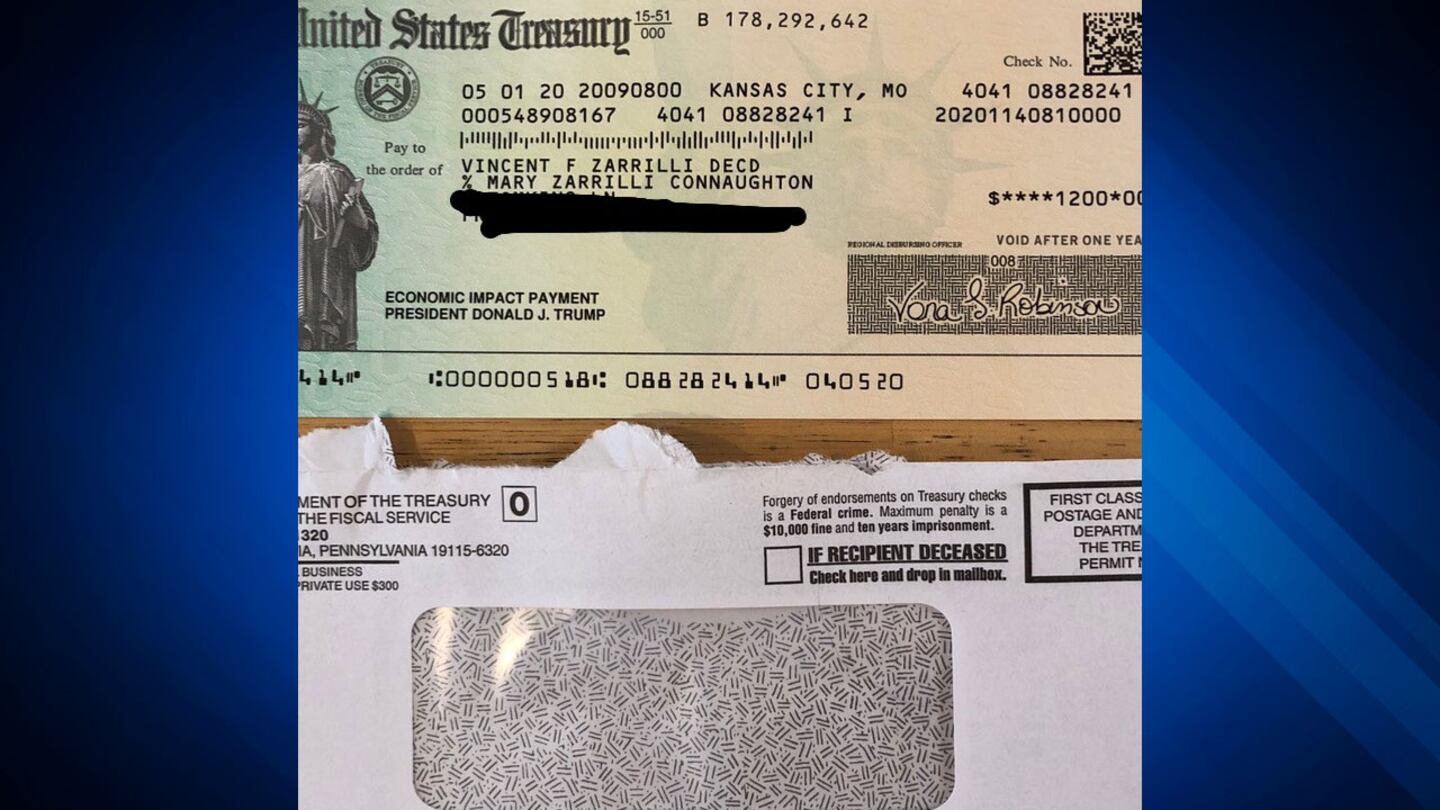 United States Treasury 15-51 000 B 178,292,642
Check No.
05 01 20 20090800 KANSAS CITY, MO 4041 08828241
000548908167 4041 08828241 I 20201140810000
Pay to
the order of
VINCENT F ZARRILLI DECD
% MARY ZARRILLI CONNAUGHTON
$****1200*00
REGIONAL DISBURSING OFFICER VOID AFTER ONE YEA
008
Vona S. Robinson
ECONOMIC IMPACT PAYMENT
PRESIDENT DONALD J. TRUMP
414⑈ ⑆000000518⑆ 088282414⑈ 040520
MENT OF THE TREASURY O
THE FISCAL SERVICE
320
IA, PENNSYLVANIA 19115-6320
BUSINESS
PRIVATE USE $300
Forgery of endorsements on Treasury checks
is a Federal crime. Maximum penalty is a
$10,000 fine and ten years imprisonment.
IF RECIPIENT DECEASED
Check here and drop in mailbox.
FIRST CLASS
POSTAGE AND
DEPARTM
THE TRE
PERMIT